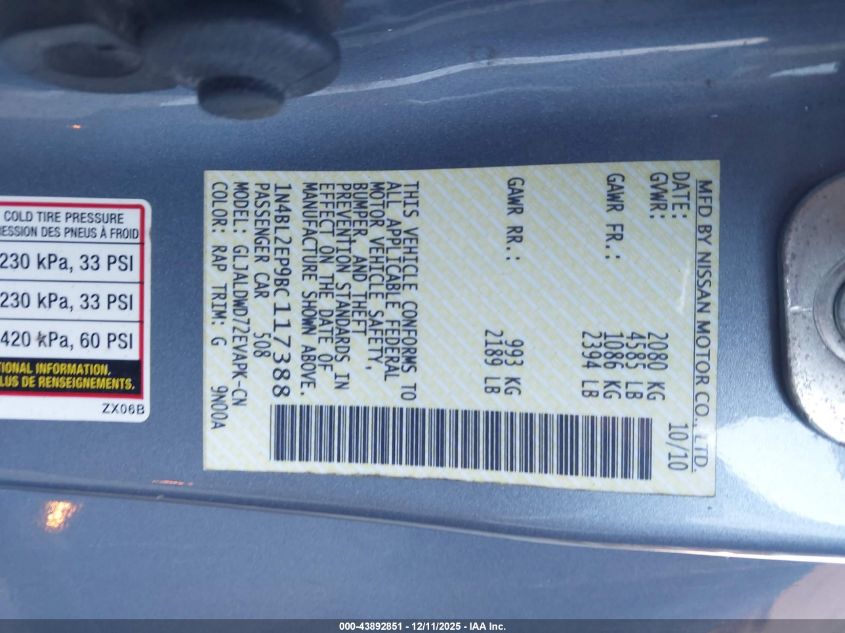 COLD TIRE PRESSURE
ESSION DES PNEUS À FROID
230 kPa, 33 PSI
230 kPa, 33 PSI
420 kPa, 60 PSI
TIONAL INFORMATION.
LUS DE RENSEIGNEMENTS.
ZX06B
MFD BY NISSAN MOTOR CO., LTD.
DATE: 10/10
GVWR: 2080 KG
4585 LB
GAWR FR.: 1086 KG
2394 LB
GAWR RR.: 993 KG
2189 LB
THIS VEHICLE CONFORMS TO
ALL APPLICABLE FEDERAL
MOTOR VEHICLE SAFETY,
BUMPER, AND THEFT
PREVENTION STANDARDS IN
EFFECT ON THE DATE OF
MANUFACTURE SHOWN ABOVE.
1N4BL2EP9BC117388
PASSENGER CAR 508
MODEL: GLJALDWD72EVAPK-CN
COLOR: RAP TRIM: G 9N00A
000-43892851 - 12/11/2025 - IAA Inc.